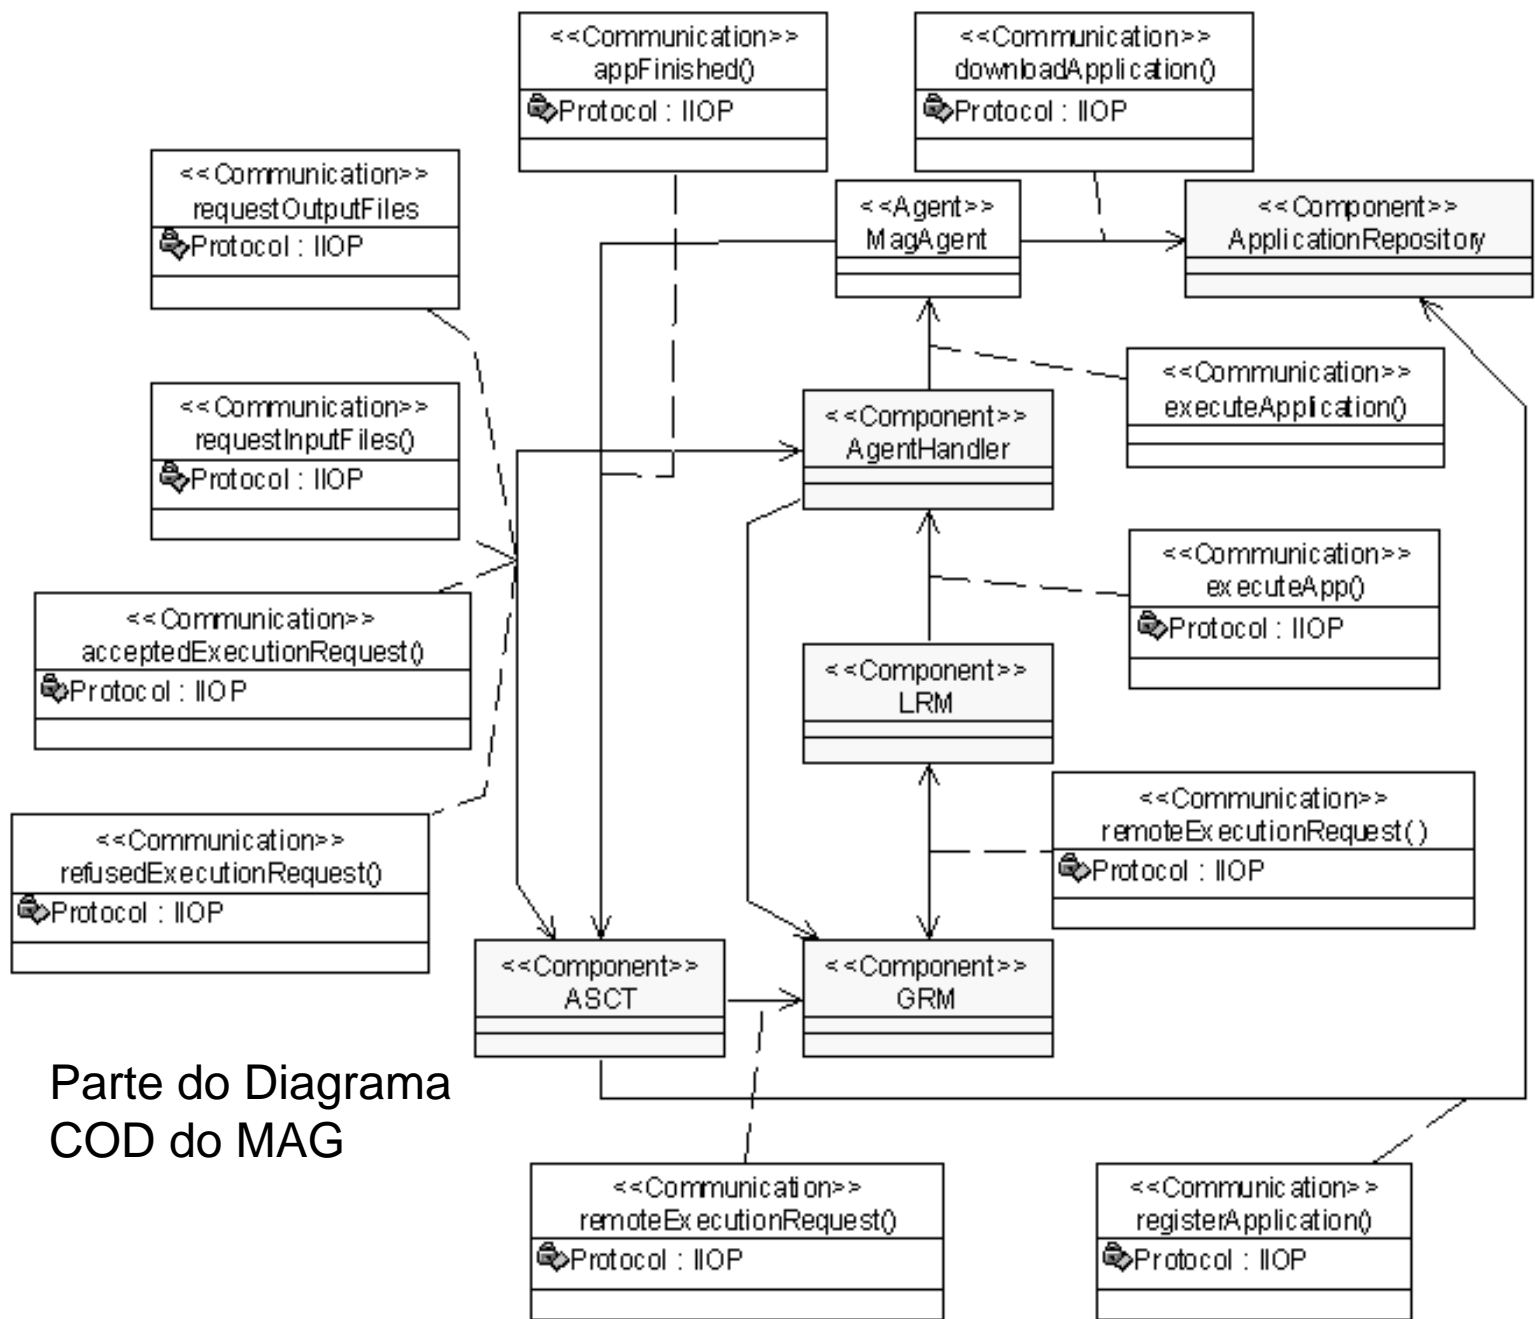 <<Communication>>
appFinished()
Protocol : IIOP
<<Communication>>
downloadApplication()
Protocol : IIOP
<<Communication>>
requestOutputFiles
Protocol : IIOP
<<Agent>>
MagAgent
<<Component>>
ApplicationRepository
<<Communication>>
requestInputFiles()
Protocol : IIOP
<<Component>>
AgentHandler
<<Communication>>
executeApplication()
<<Communication>>
acceptedExecutionRequest()
Protocol : IIOP
<<Communication>>
executeApp()
Protocol : IIOP
<<Component>>
LRM
<<Communication>>
refusedExecutionRequest()
Protocol : IIOP
<<Communication>>
remoteExecutionRequest( )
Protocol : IIOP
<<Component>>
ASCT
<<Component>>
GRM
Parte do Diagrama
COD do MAG
<<Communication>>
remoteExecutionRequest()
Protocol : IIOP
<<Communication>>
registerApplication()
Protocol : IIOP